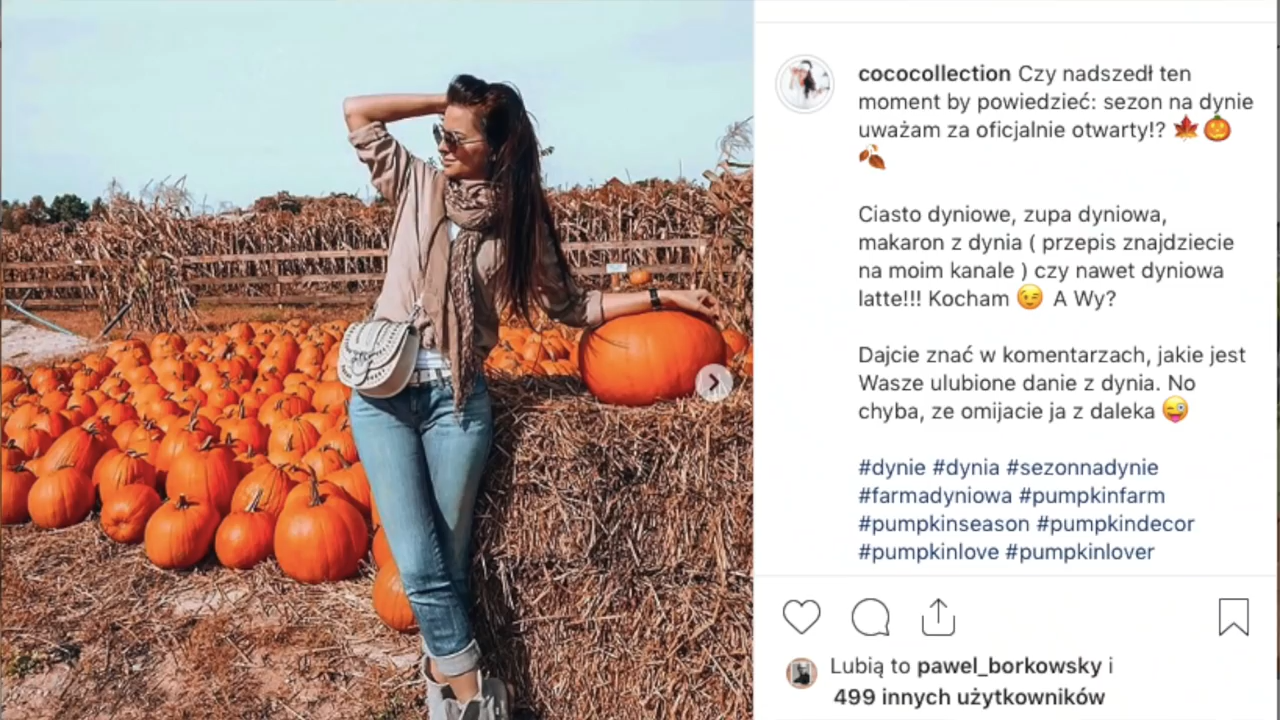 cococollection Czy nadszedł ten
moment by powiedzieć: sezon na dynie
uważam za oficjalnie otwarty!? 🍁🎃
🍂
Ciasto dyniowe, zupa dyniowa,
makaron z dynia ( przepis znajdziecie
na moim kanale ) czy nawet dyniowa
latte!!! Kocham 😉 A Wy?
Dajcie znać w komentarzach, jakie jest
Wasze ulubione danie z dynia. No
chyba, ze omijacie ja z daleka 😜
#dynie #dynia #sezonnadynie
#farmadyniowa #pumpkinfarm
#pumpkinseason #pumpkindecor
#pumpkinlove #pumpkinlover
Lubią to pawel_borkowsky i
499 innych użytkowników